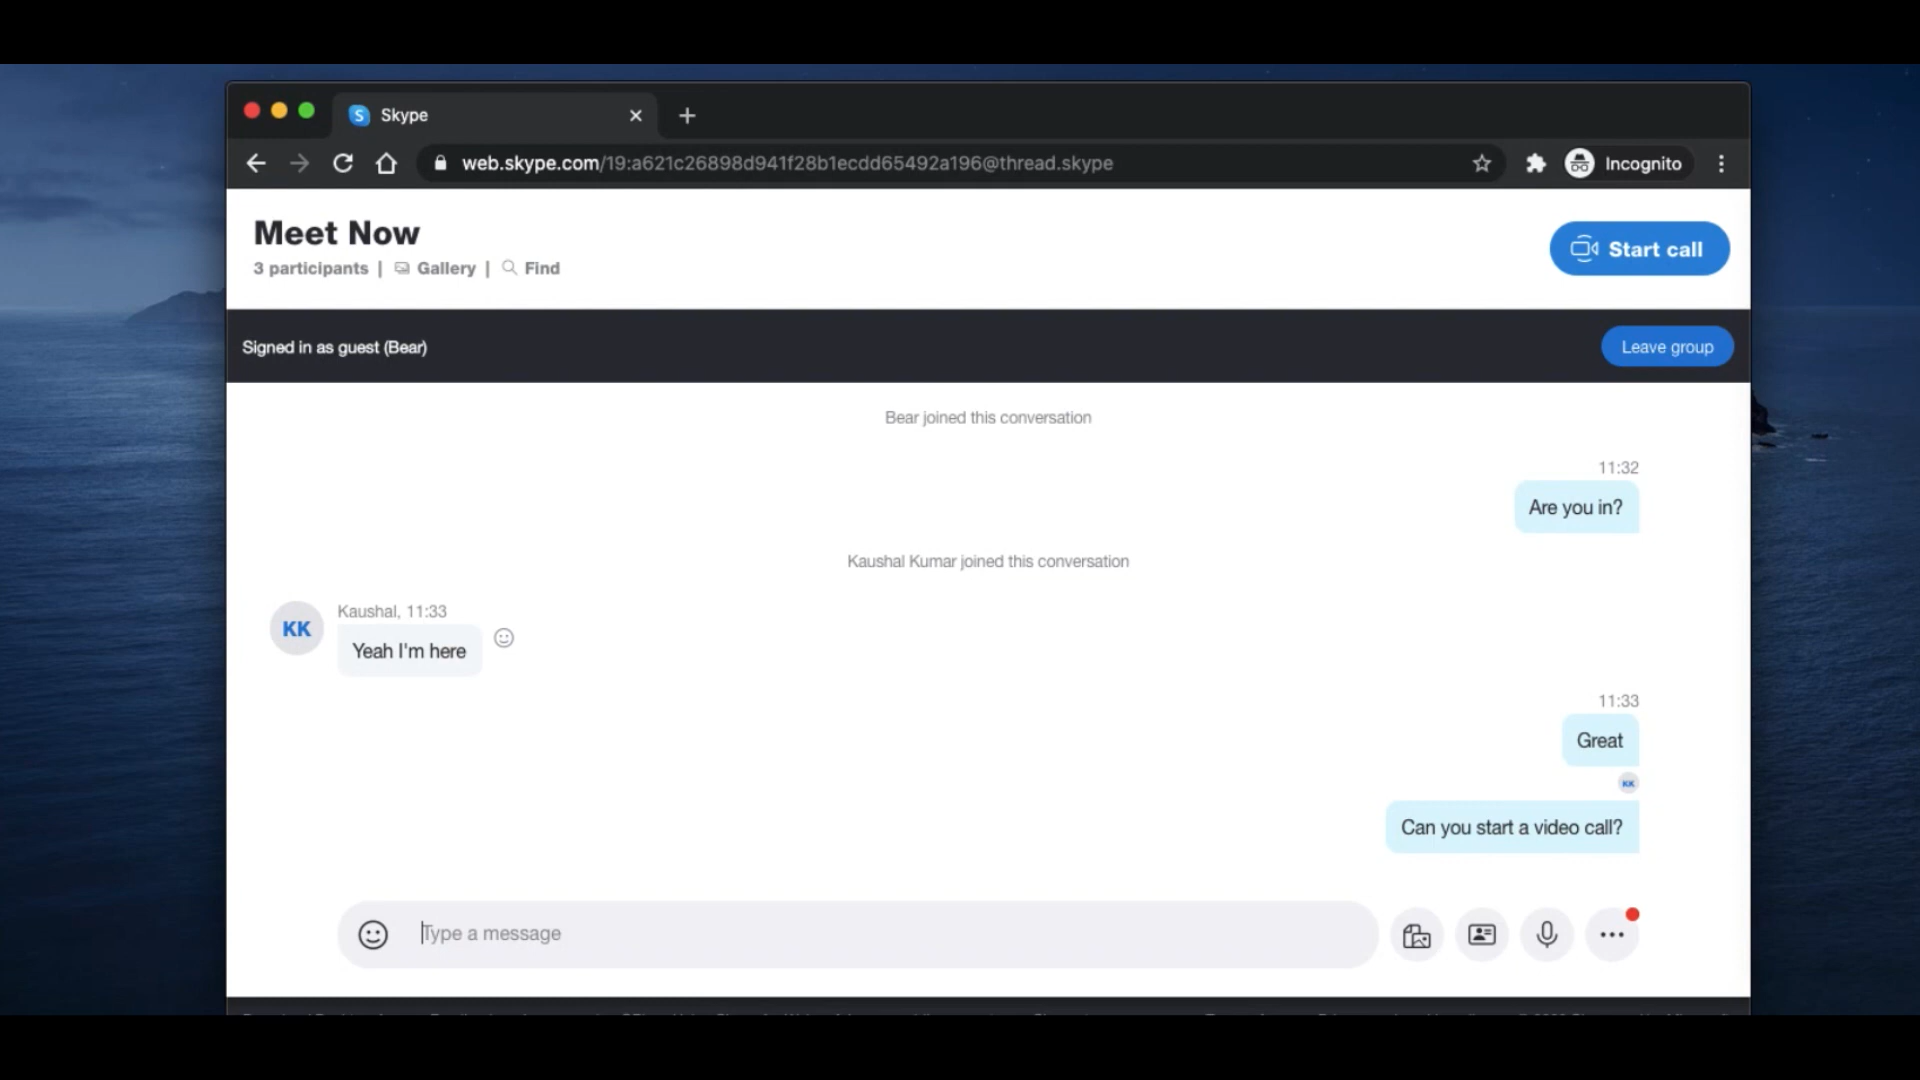 Skype
web.skype.com/19:a621c26898d941f28b1ecdd65492a196@thread.skype
Incognito
Meet Now
Start call
3 participants | Gallery | Find
Signed in as guest (Bear)
Leave group
Bear joined this conversation
11:32
Are you in?
Kaushal Kumar joined this conversation
KK
Kaushal, 11:33
Yeah I'm here
11:33
Great
KK
Can you start a video call?
Type a message